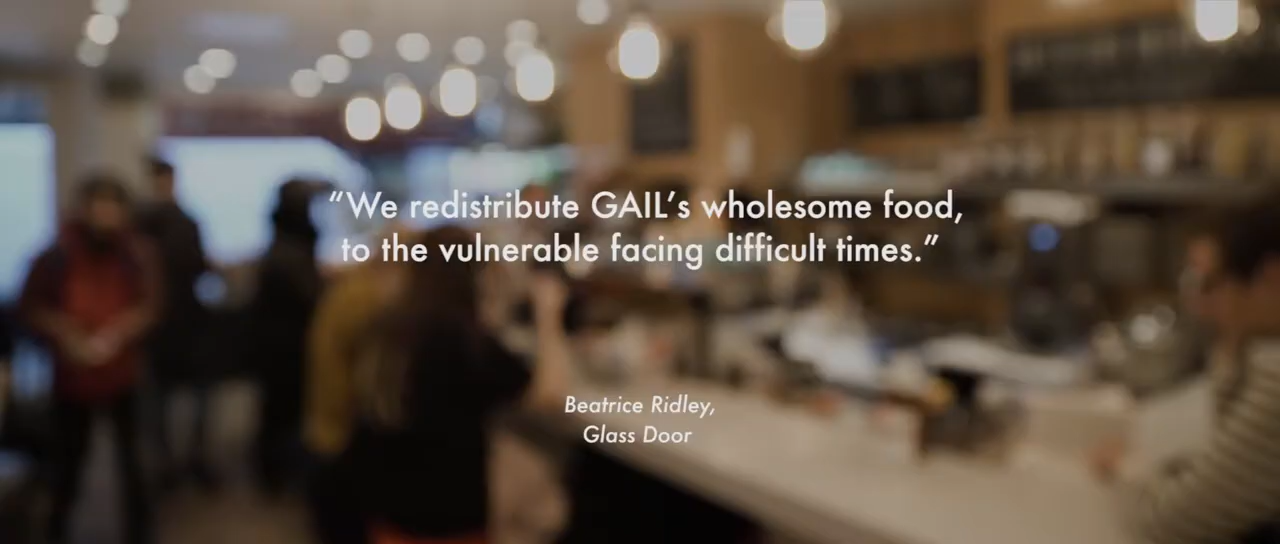 “We redistribute GAIL’s wholesome food,
to the vulnerable facing difficult times.”
Beatrice Ridley,
Glass Door